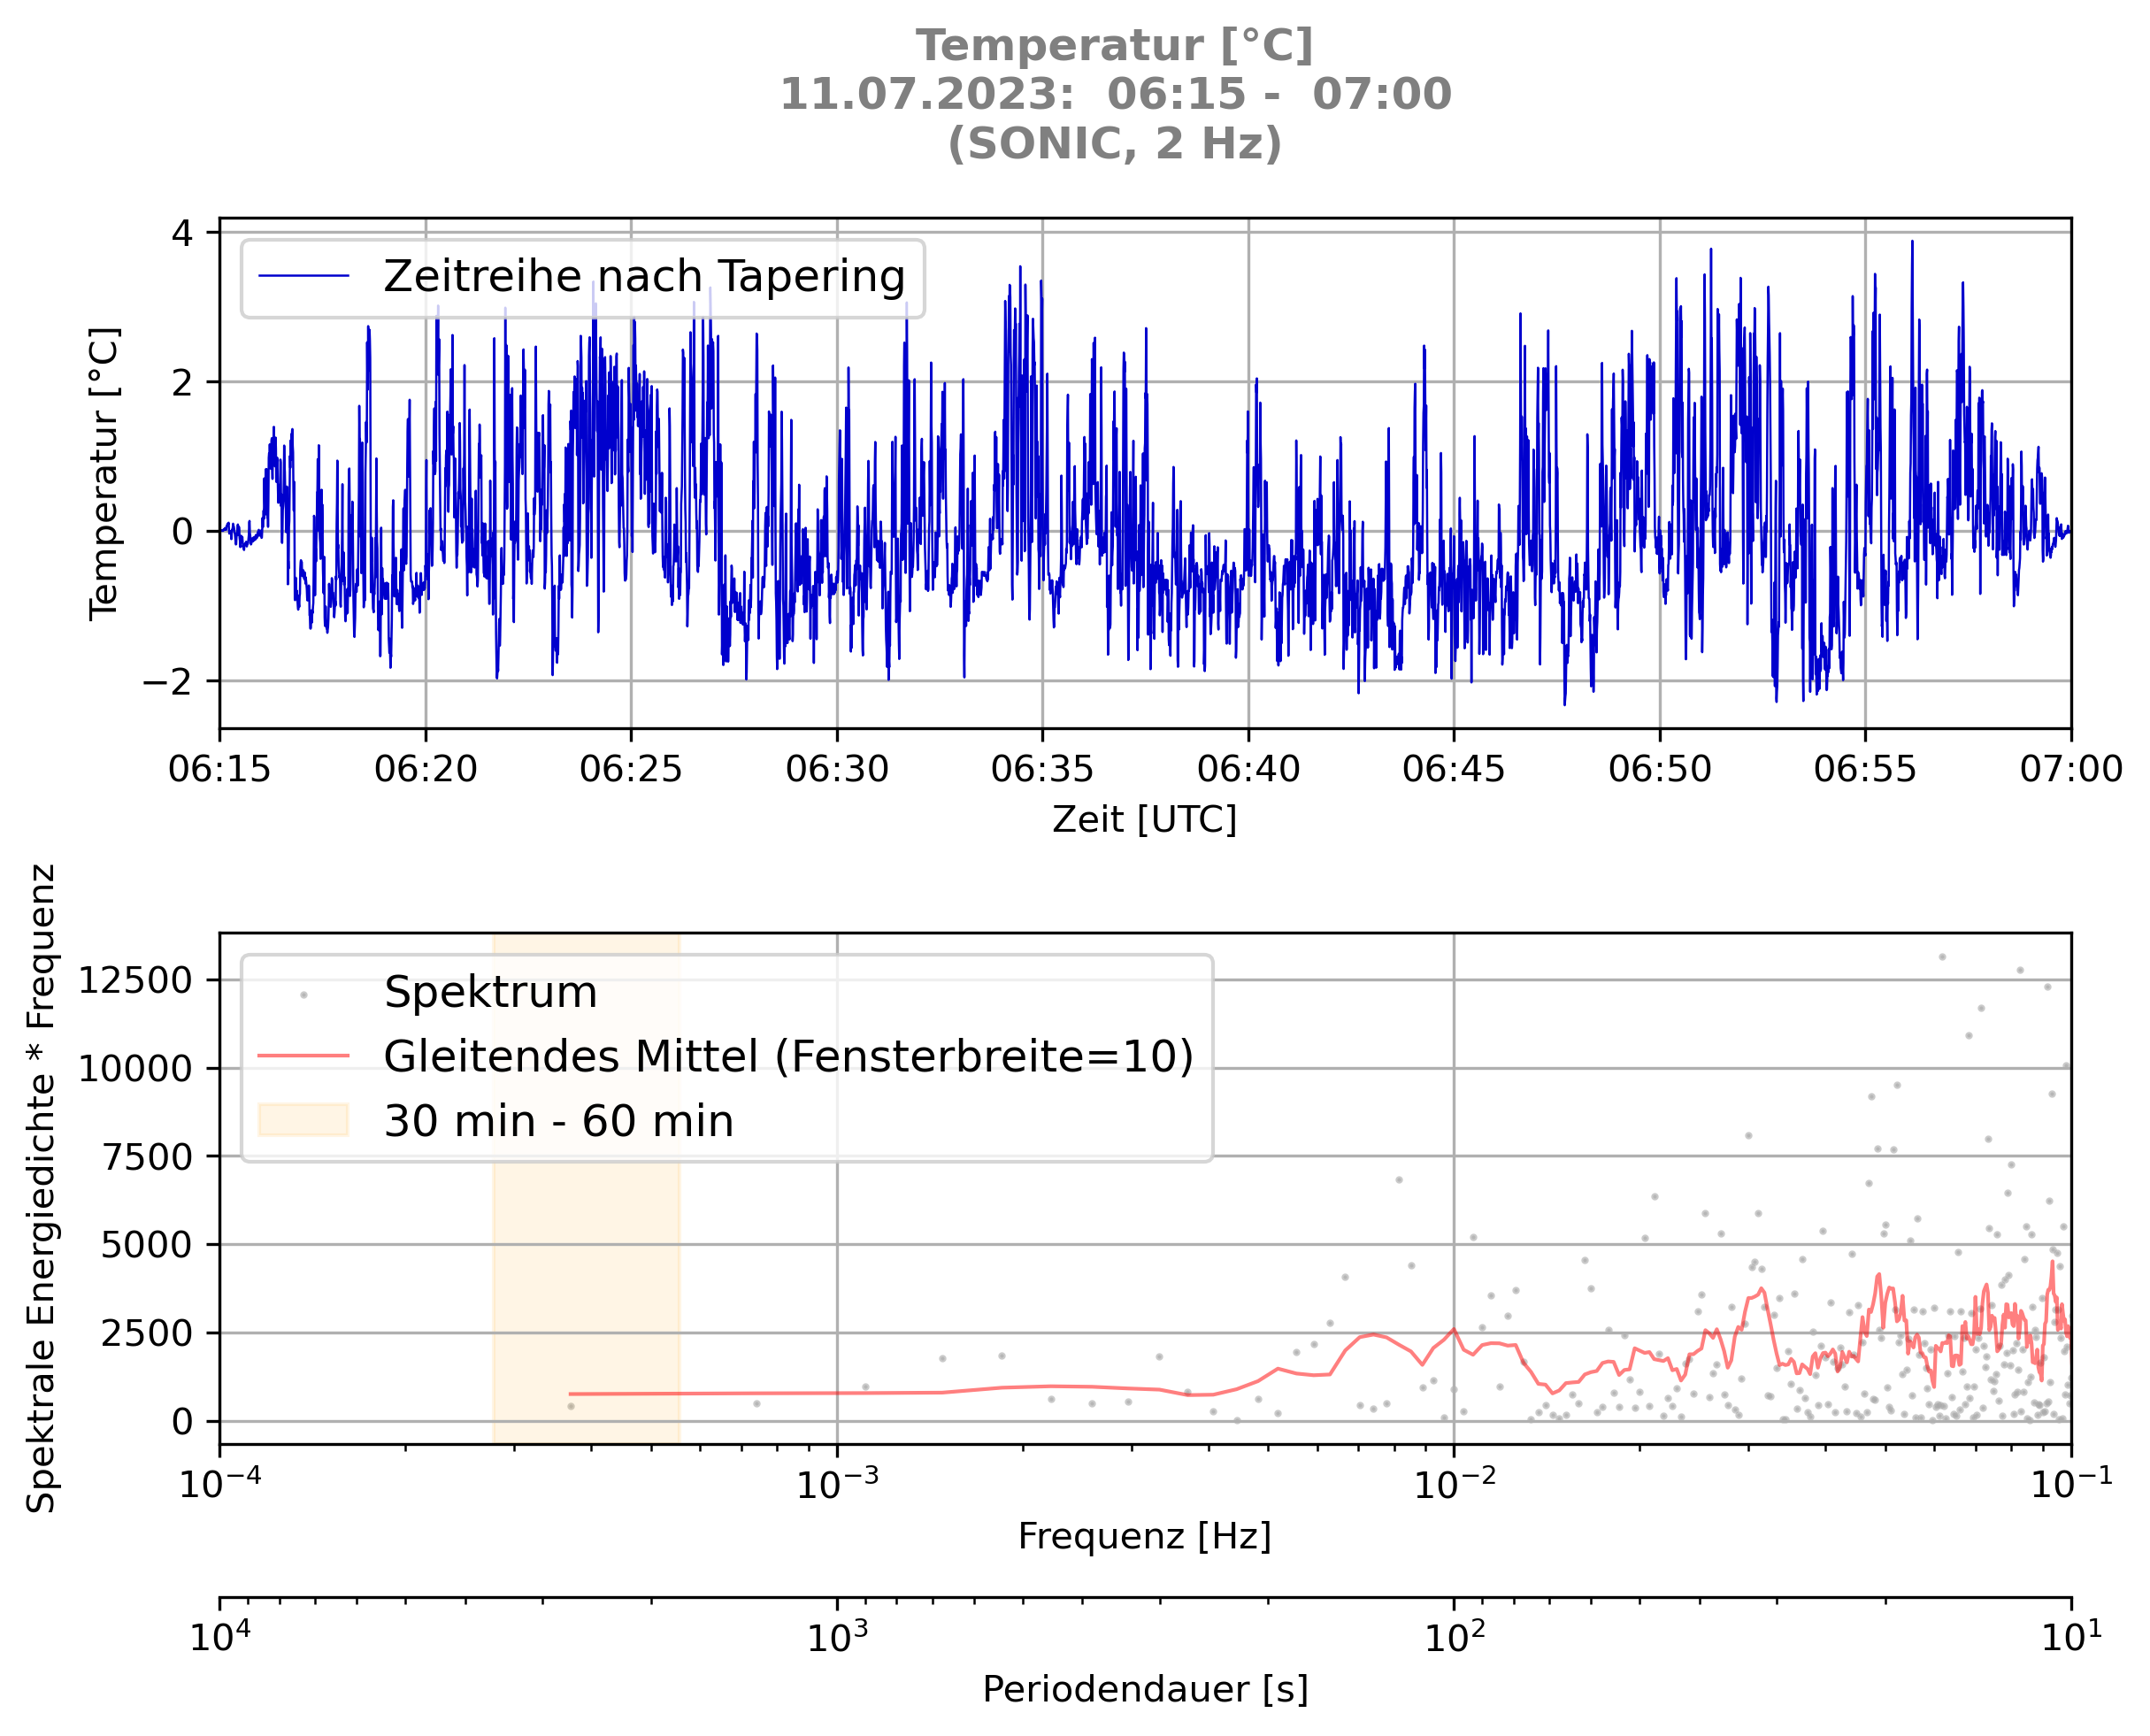 Temperatur [°C]
11.07.2023:  06:15 -  07:00
(SONIC, 2 Hz)
Temperatur [°C]
4
2
0
−2
Zeitreihe nach Tapering
06:15 06:20 06:25 06:30 06:35 06:40 06:45 06:50 06:55 07:00
Zeit [UTC]
Spektrale Energiedichte * Frequenz
12500
10000
7500
5000
2500
0
Spektrum
Gleitendes Mittel (Fensterbreite=10)
30 min - 60 min
10⁻⁴ 10⁻³ 10⁻² 10⁻¹
Frequenz [Hz]
10⁴ 10³ 10² 10¹
Periodendauer [s]